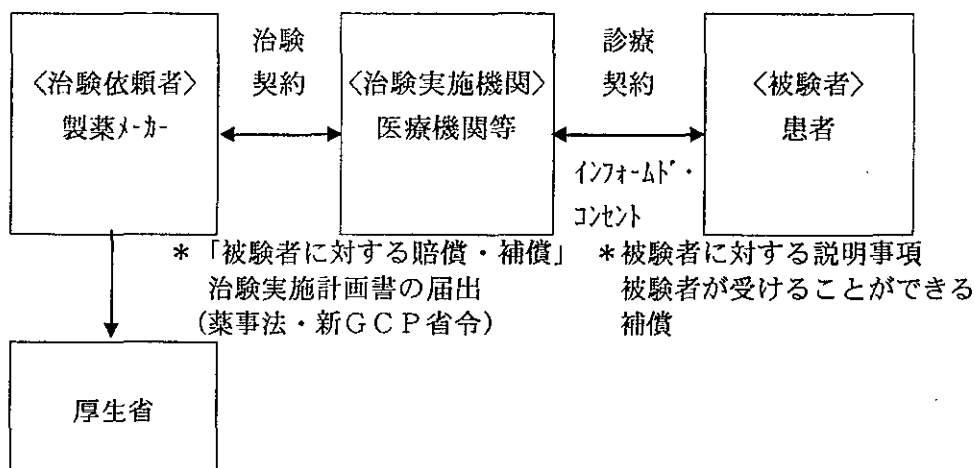 治験
契約
診療
契約
〈治験依頼者〉
製薬ﾒｰｶｰ
〈治験実施機関〉
医療機関等
〈被験者〉
患者
ｲﾝﾌｫｰﾑﾄﾞ・
ｺﾝｾﾝﾄ
＊「被験者に対する賠償・補償」
治験実施計画書の届出
(薬事法・新ＧＣＰ省令)
＊被験者に対する説明事項
被験者が受けることができる
補償
厚生省